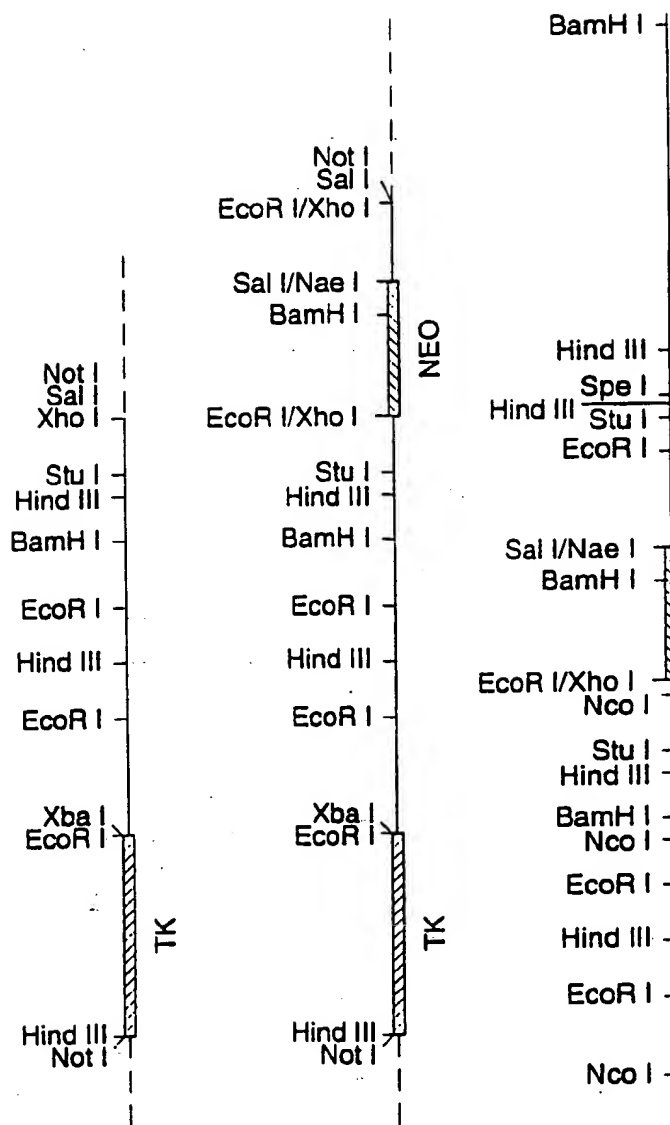 Not I
Sal I
Xho I
Stu I
Hind III
BamH I
EcoR I
Hind III
EcoR I
Xba I
EcoR I
TK
Hind III
Not I
Not I
Sal I
EcoR I/Xho I
Sal I/Nae I
BamH I
NEO
EcoR I/Xho I
Stu I
Hind III
BamH I
EcoR I
Hind III
EcoR I
Xba I
EcoR I
TK
Hind III
Not I
BamH I
Hind III
Spe I
Hind III
Stu I
EcoR I
Sal I/Nae I
BamH I
EcoR I/Xho I
Nco I
Stu I
Hind III
BamH I
Nco I
EcoR I
Hind III
EcoR I
Nco I